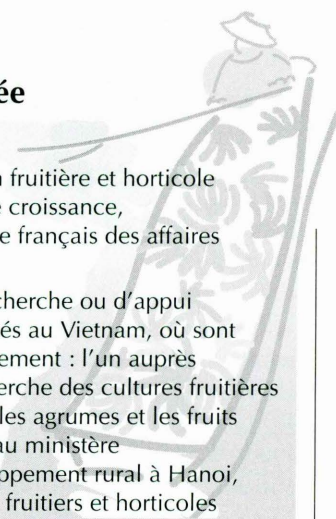 ée
fruitière et horticole
croissance,
e français des affaires
cherche ou d'appui
és au Vietnam, où sont
ement : l'un auprès
erche des cultures fruitières
les agrumes et les fruits
au ministère
ppement rural à Hanoi,
fruitiers et horticoles